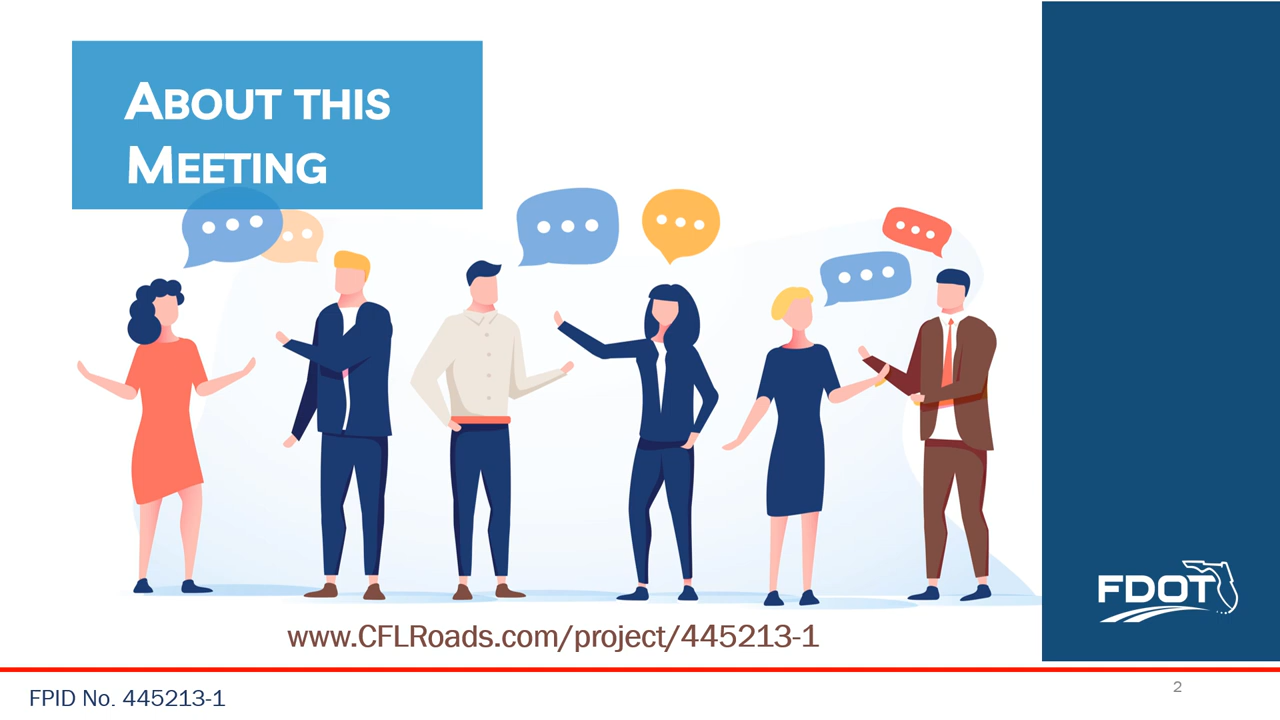 ABOUT THIS
MEETING
FDOT
www.CFLRoads.com/project/445213-1
FPID No. 445213-1
2